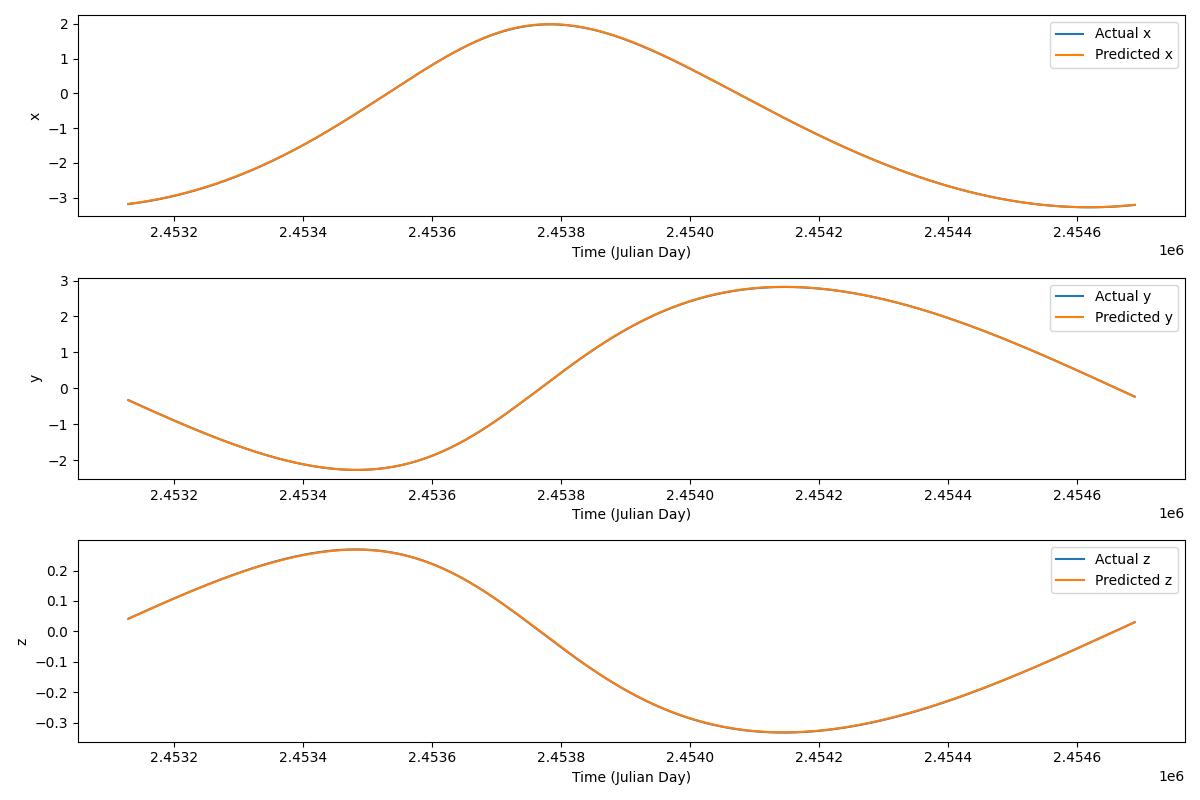 2
1
0
−1
−2
−3
x
Actual x
Predicted x
2.4532 2.4534 2.4536 2.4538 2.4540 2.4542 2.4544 2.4546
1e6
Time (Julian Day)
3
2
1
0
−1
−2
y
Actual y
Predicted y
2.4532 2.4534 2.4536 2.4538 2.4540 2.4542 2.4544 2.4546
1e6
Time (Julian Day)
0.2
0.1
0.0
−0.1
−0.2
−0.3
z
Actual z
Predicted z
2.4532 2.4534 2.4536 2.4538 2.4540 2.4542 2.4544 2.4546
1e6
Time (Julian Day)